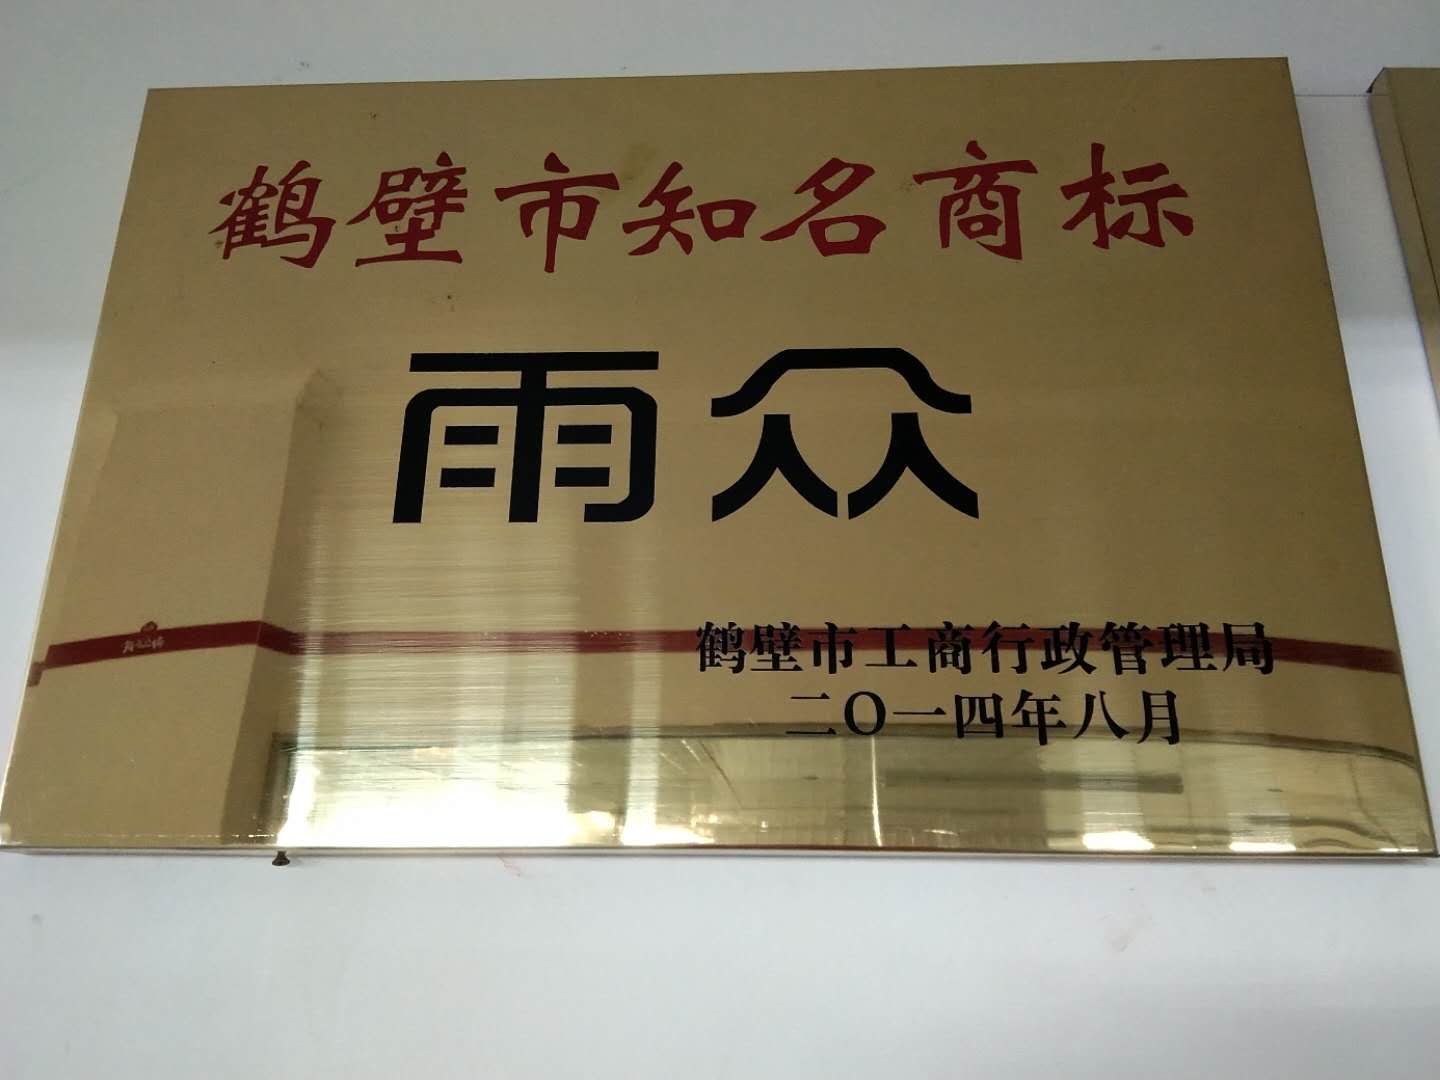 鹤壁市知名商标
雨众
鹤壁市工商行政管理局
二〇一四年八月